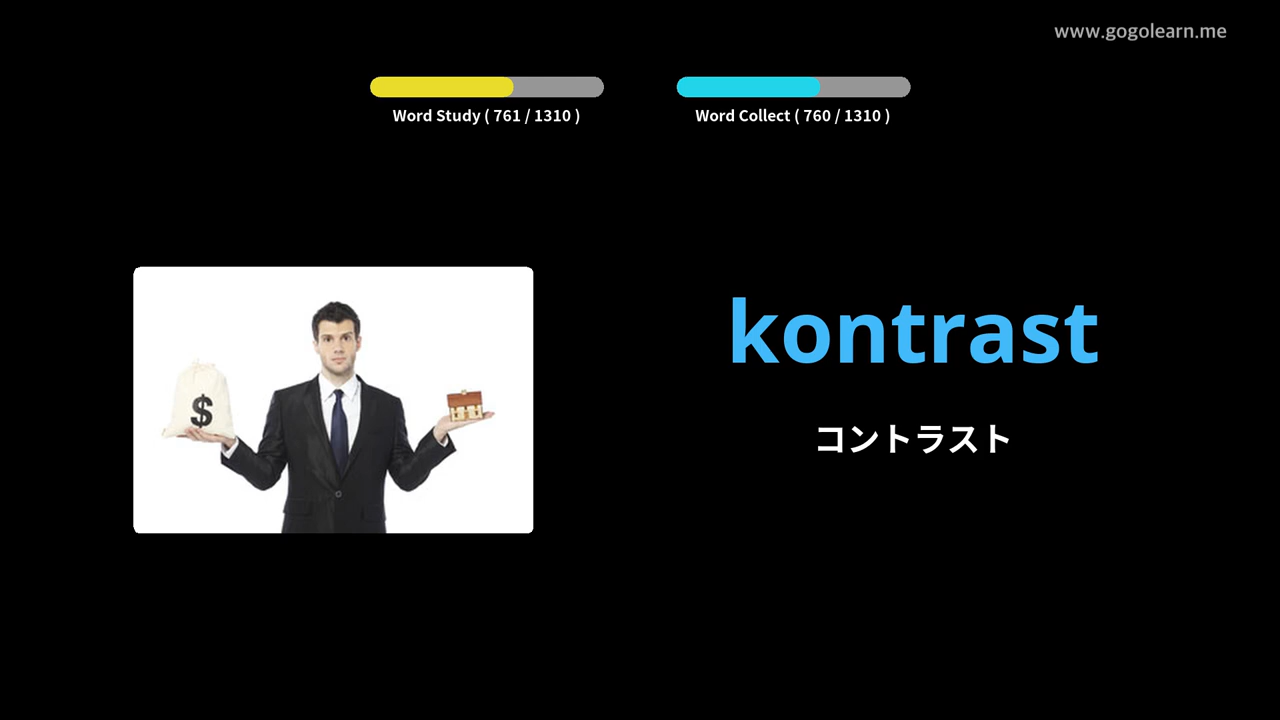 www.gogolearn.me
Word Study ( 761 / 1310 )
Word Collect ( 760 / 1310 )
$
kontrast
コントラスト